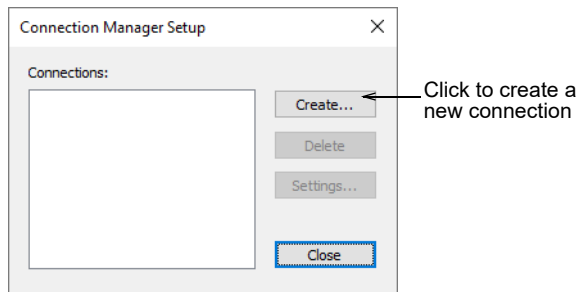 Connection Manager Setup
Connections:
Create...
Click to create a
new connection
Delete
Settings...
Close